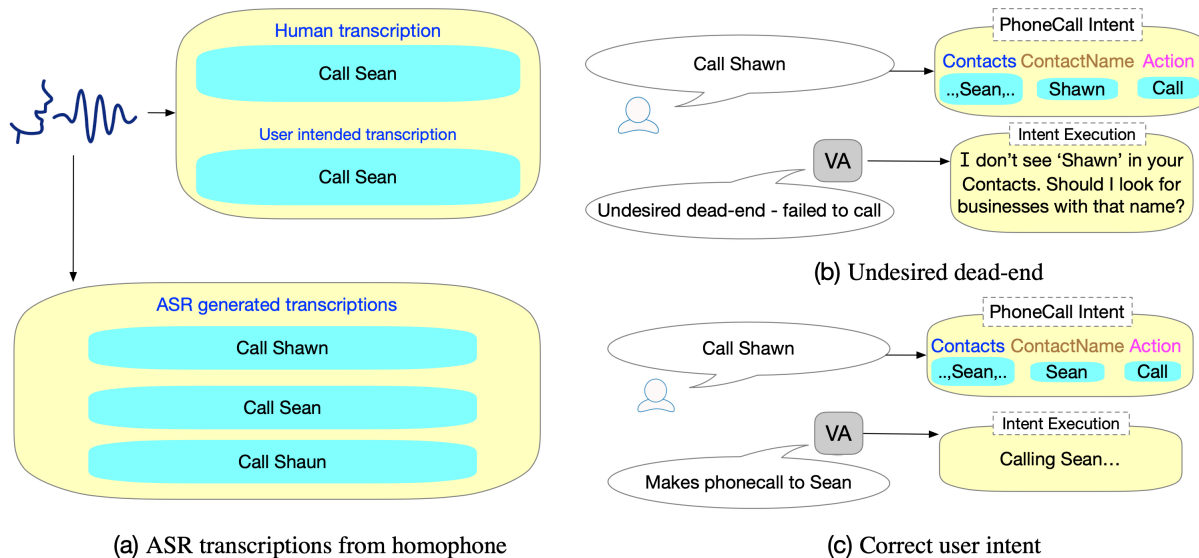 Human transcription
Call Sean
User intended transcription
Call Sean
ASR generated transcriptions
Call Shawn
Call Sean
Call Shaun
(a) ASR transcriptions from homophone
Call Shawn
PhoneCall Intent
Contacts ContactName Action
..,Sean,.. Shawn Call
VA
Undesired dead-end - failed to call
Intent Execution
I don't see ‘Shawn’ in your
Contacts. Should I look for
businesses with that name?
(b) Undesired dead-end
Call Shawn
PhoneCall Intent
Contacts ContactName Action
..,Sean,.. Sean Call
VA
Makes phonecall to Sean
Intent Execution
Calling Sean...
(c) Correct user intent